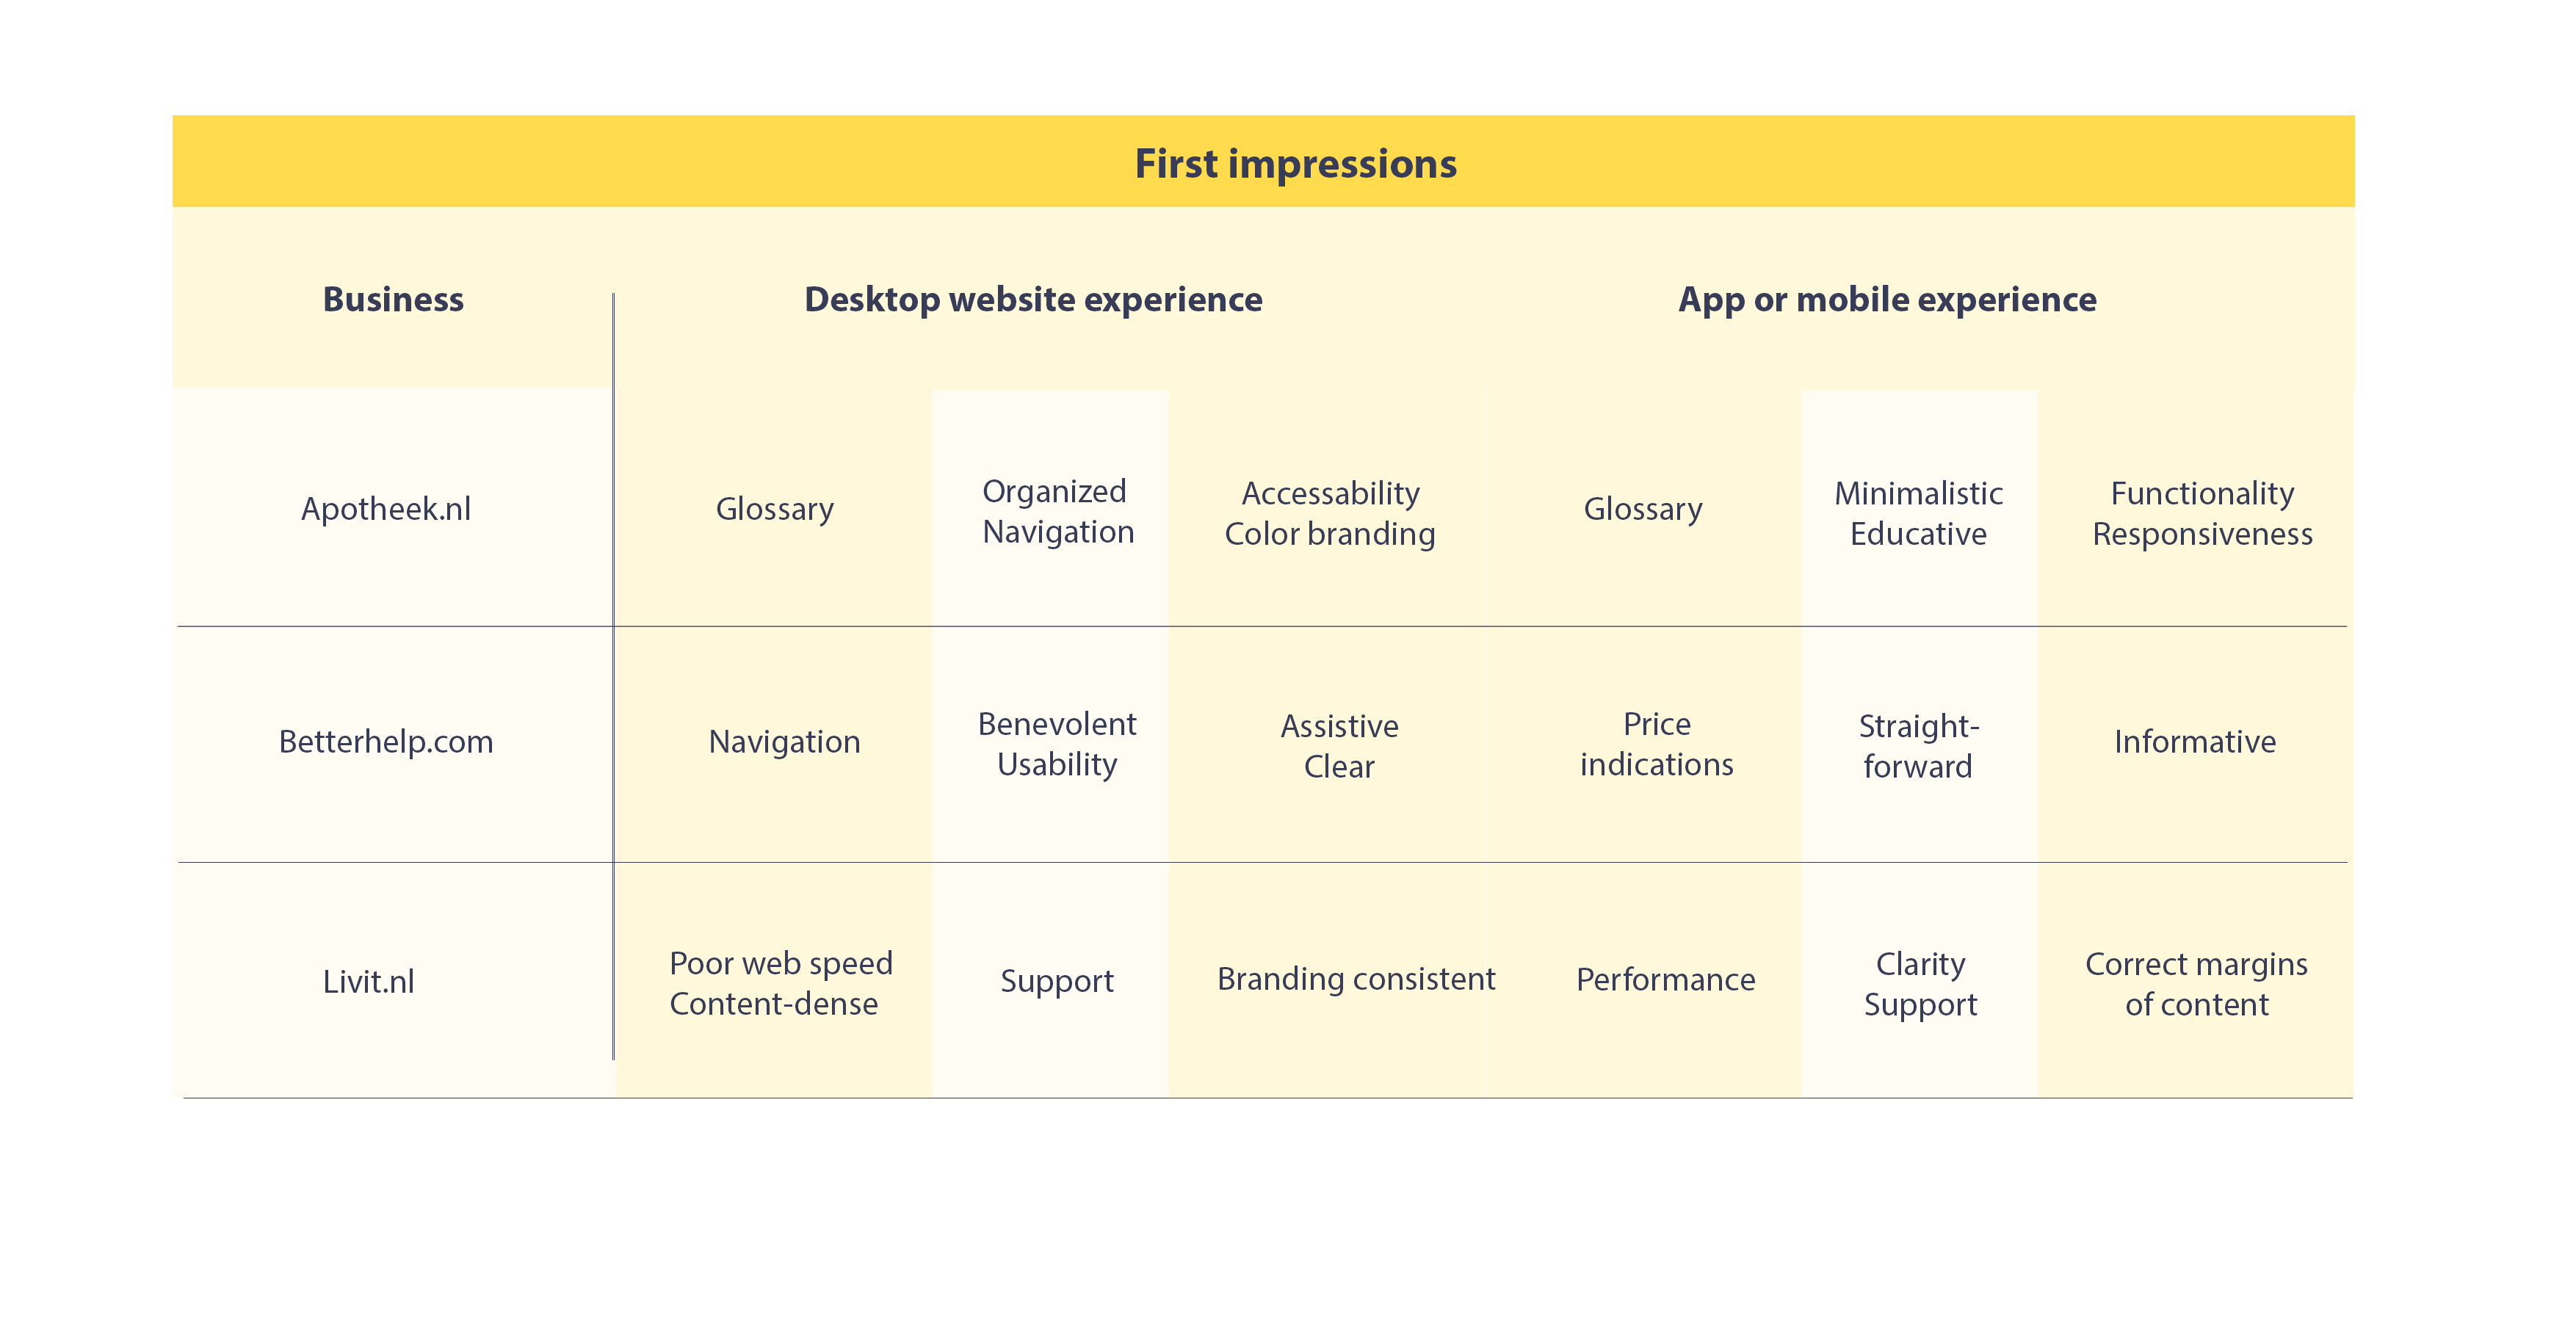 First impressions
Business
Desktop website experience
App or mobile experience
Apotheek.nl
Glossary
Organized
Navigation
Accessability
Color branding
Glossary
Minimalistic
Educative
Functionality
Responsiveness
Betterhelp.com
Navigation
Benevolent
Usability
Assistive
Clear
Price
indications
Straight-
forward
Informative
Livit.nl
Poor web speed
Content-dense
Support
Branding consistent
Performance
Clarity
Support
Correct margins
of content